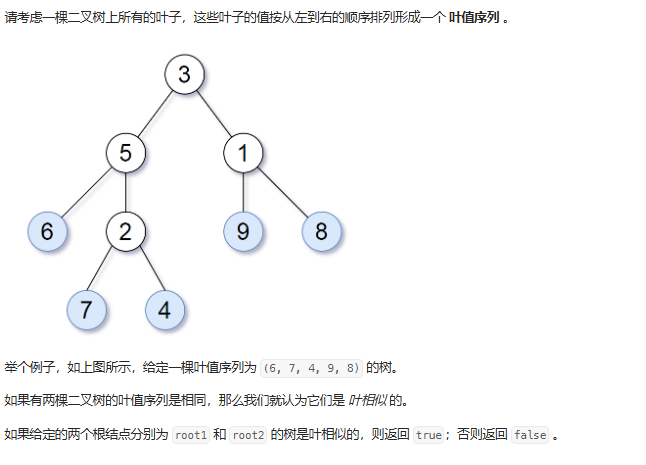 请考虑一棵二叉树上所有的叶子，这些叶子的值按从左到右的顺序排列形成一个 叶值序列 。
3
5 1
6 2 9 8
7 4
举个例子，如上图所示，给定一棵叶值序列为 (6, 7, 4, 9, 8) 的树。
如果有两棵二叉树的叶值序列是相同，那么我们就认为它们是 叶相似 的。
如果给定的两个根结点分别为 root1 和 root2 的树是叶相似的，则返回 true；否则返回 false 。